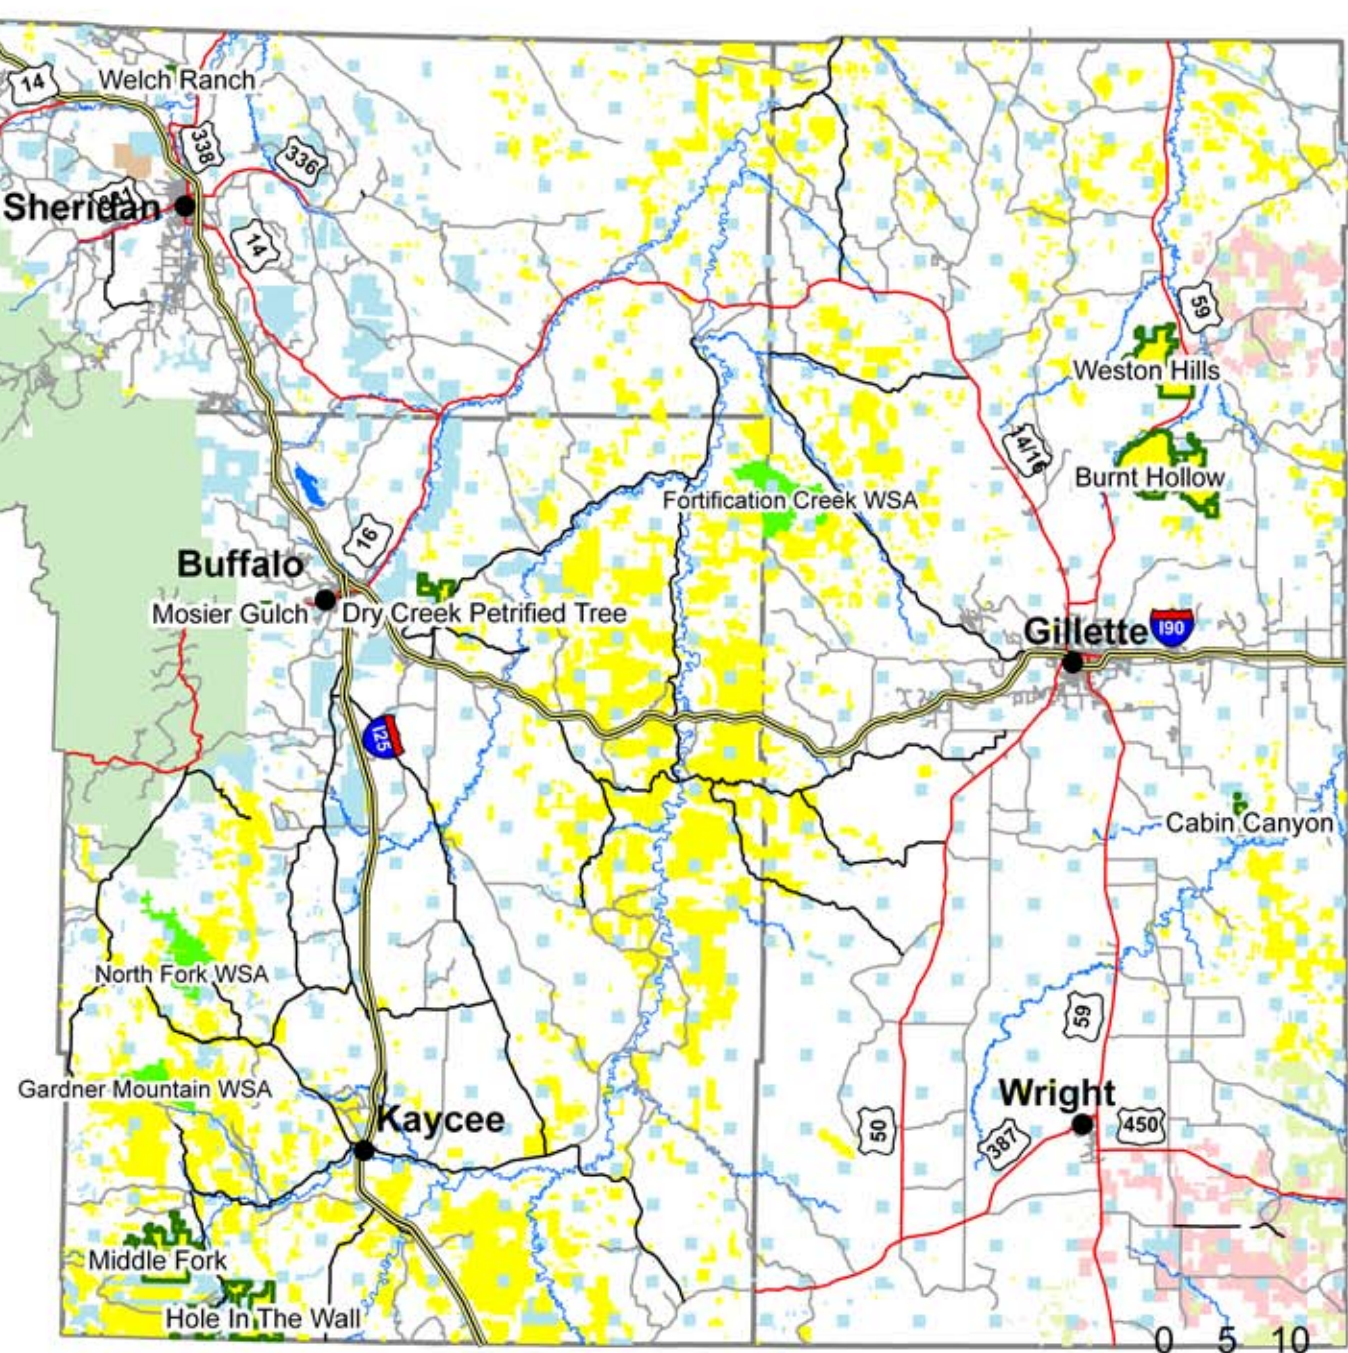 14
Welch Ranch
338
336
Sheridan
14
59
Weston Hills
14/16
Burnt Hollow
Fortification Creek WSA
16
Buffalo
Mosier Gulch
Dry Creek Petrified Tree
Gillette
I90
I25
Cabin Canyon
North Fork WSA
59
Gardner Mountain WSA
Wright
Kaycee
450
50
387
Middle Fork
Hole In The Wall
0 5 10